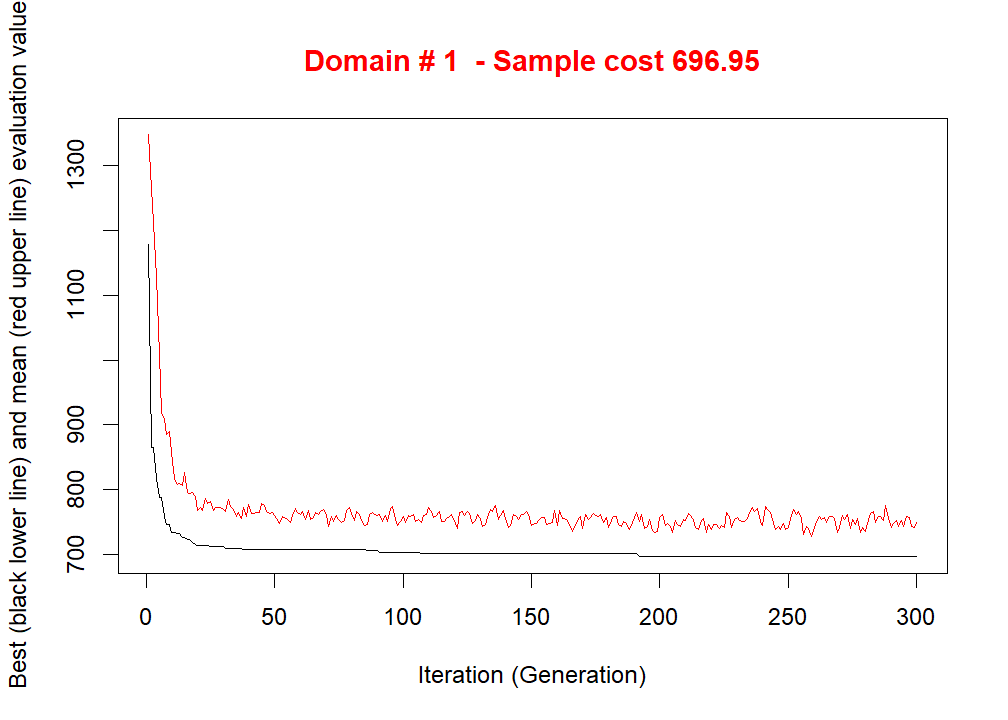 Domain # 1  - Sample cost 696.95
Best (black lower line) and mean (red upper line) evaluation value
1300
1100
900
800
700
0 50 100 150 200 250 300
Iteration (Generation)